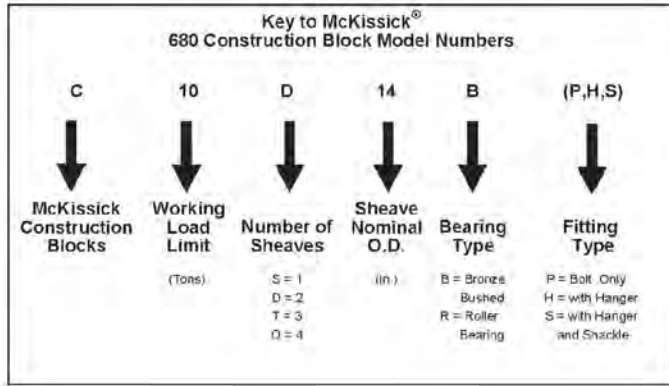 Key to McKissick®
680 Construction Block Model Numbers
C 10 D 14 B (P,H,S)
McKissick Construction Blocks
Working Load Limit
(Tons)
Number of Sheaves
S = 1
D = 2
T = 3
Q = 4
Sheave Nominal O.D.
(in.)
Bearing Type
B = Bronze
Bushed
R = Roller
Bearing
Fitting Type
P = Bolt Only
H = with Hanger
S = with Hanger
and Shackle